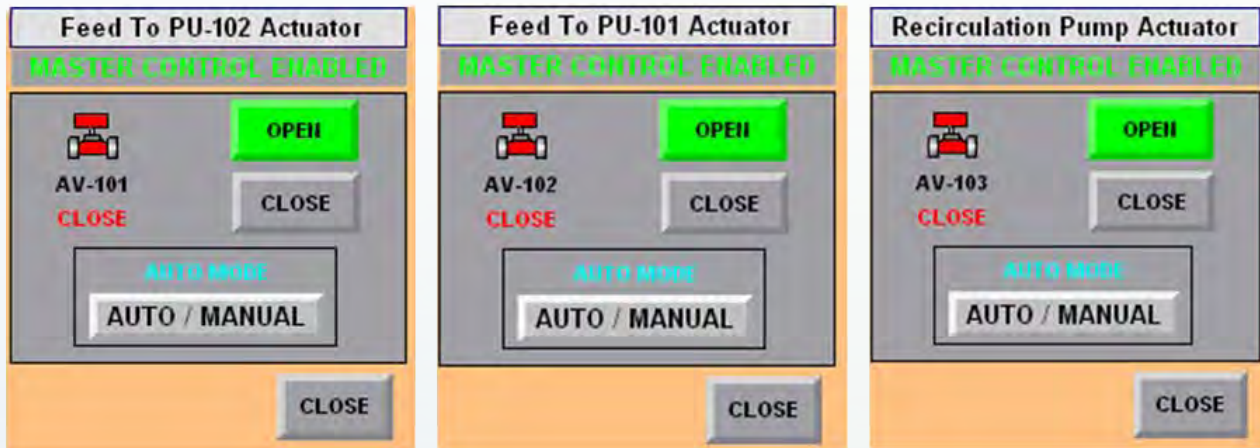 Feed To PU-102 Actuator
MASTER CONTROL ENABLED
OPEN
AV-101
CLOSE
CLOSE
AUTO MODE
AUTO / MANUAL
CLOSE
Feed To PU-101 Actuator
MASTER CONTROL ENABLED
OPEN
AV-102
CLOSE
CLOSE
AUTO MODE
AUTO / MANUAL
CLOSE
Recirculation Pump Actuator
MASTER CONTROL ENABLED
OPEN
AV-103
CLOSE
CLOSE
AUTO MODE
AUTO / MANUAL
CLOSE